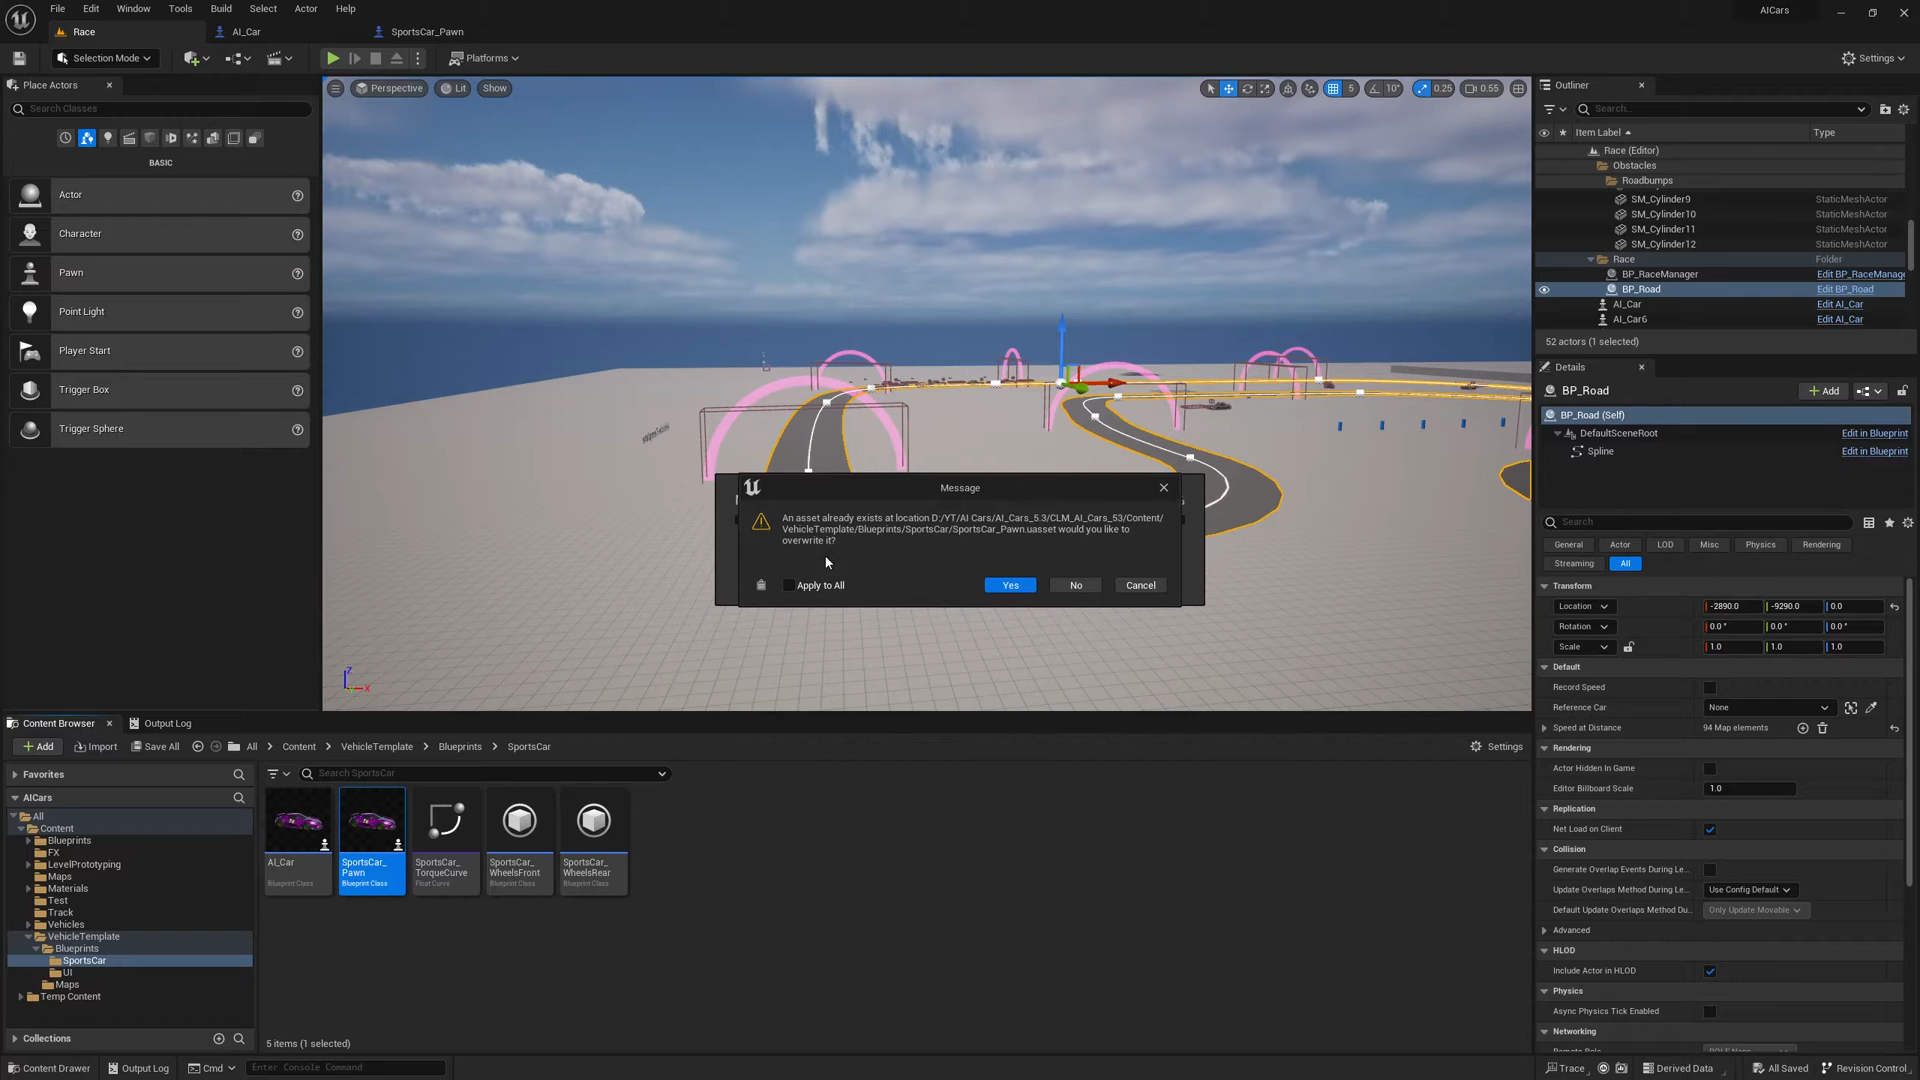 File Edit Window Tools Build Select Actor Help
AICars
Race
AI_Car
SportsCar_Pawn
Selection Mode
Platforms
Settings
Place Actors
Search Classes
BASIC
Actor
Character
Pawn
Point Light
Player Start
Trigger Box
Trigger Sphere
Perspective
Lit
Show
5
10°
0.25
0.55
Outliner
Search...
Item Label
Type
Race (Editor)
Obstacles
Roadbumps
SM_Cylinder9 StaticMeshActor
SM_Cylinder10 StaticMeshActor
SM_Cylinder11 StaticMeshActor
SM_Cylinder12 StaticMeshActor
Race Folder
BP_RaceManager Edit BP_RaceManage
BP_Road Edit BP_Road
AI_Car Edit AI_Car
AI_Car6 Edit AI_Car
52 actors (1 selected)
Message
An asset already exists at location D:/YT/AI Cars/AI_Cars_5.3/CLM_AI_Cars_53/Content/
VehicleTemplate/Blueprints/SportsCar/SportsCar_Pawn.uasset would you like to
overwrite it?
Apply to All
Yes
No
Cancel
Z
X
Details
BP_Road
Add
BP_Road (Self)
DefaultSceneRoot Edit in Blueprint
Spline Edit in Blueprint
Search
General Actor LOD Misc Physics Rendering
Streaming All
Transform
Location -2890.0 -9290.0 0.0
Rotation 0.0 ° 0.0 ° 0.0 °
Scale 1.0 1.0 1.0
Default
Record Speed
Reference Car None
Speed at Distance 94 Map elements
Rendering
Actor Hidden In Game
Editor Billboard Scale 1.0
Replication
Net Load on Client
Collision
Generate Overlap Events During Le...
Update Overlaps Method During Le... Use Config Default
Default Update Overlaps Method Du... Only Update Movable
Advanced
HLOD
Include Actor in HLOD
Physics
Async Physics Tick Enabled
Networking
Content Browser
Output Log
Add
Import
Save All
All
Content
VehicleTemplate
Blueprints
SportsCar
Settings
Favorites
Search SportsCar
AICars
All
Content
Blueprints
FX
LevelPrototyping
Maps
Materials
Test
Track
Vehicles
VehicleTemplate
Blueprints
SportsCar
UI
Maps
Temp Content
Collections
AI_Car
Blueprint Class
SportsCar_
Pawn
Blueprint Class
SportsCar_
TorqueCurve
Float Curve
SportsCar_
WheelsFront
Blueprint Class
SportsCar_
WheelsRear
Blueprint Class
5 items (1 selected)
Content Drawer
Output Log
Cmd
Enter Console Command
Trace
Derived Data
All Saved
Revision Control